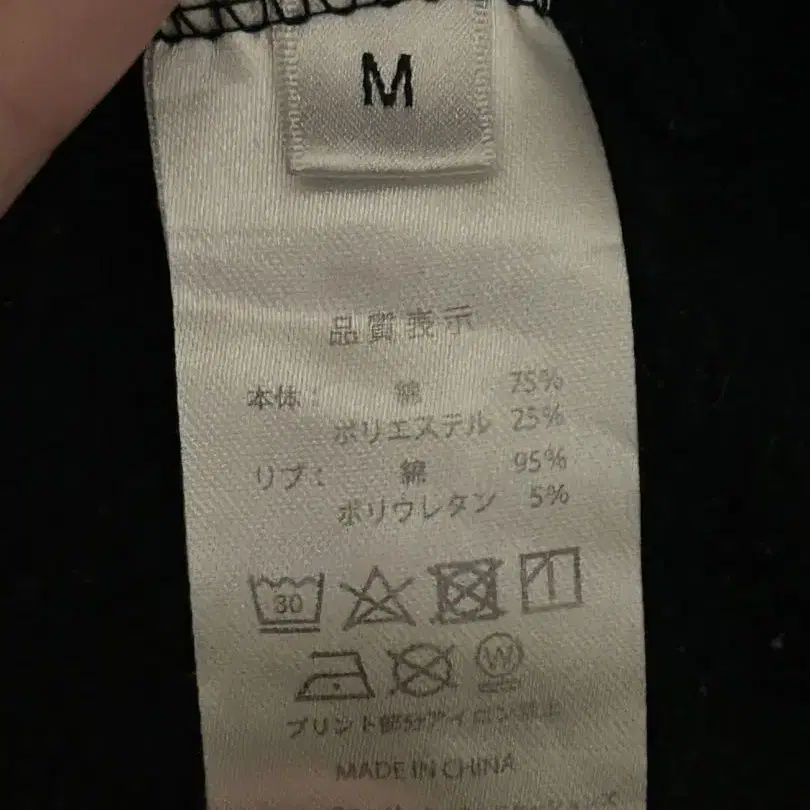 M
品質表示
本体: 綿 75%
ポリエステル 25%
リブ: 綿 95%
ポリウレタン 5%
30
W
プリント部分アイロン禁止
MADE IN CHINA